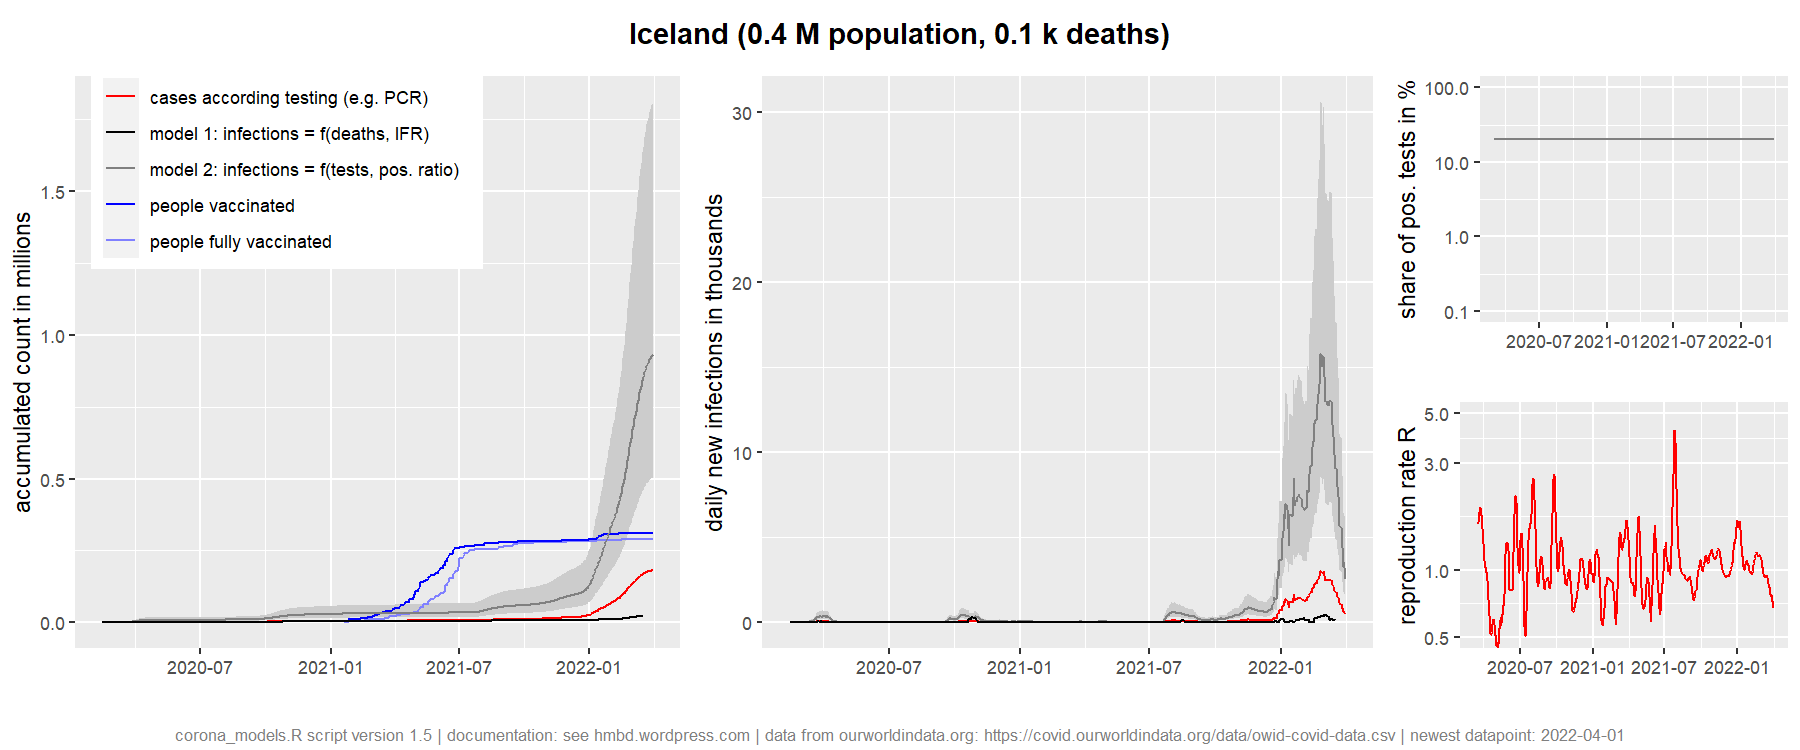 Iceland (0.4 M population, 0.1 k deaths)
accumulated count in millions
1.5
1.0
0.5
0.0
cases according testing (e.g. PCR)
model 1: infections = f(deaths, IFR)
model 2: infections = f(tests, pos. ratio)
people vaccinated
people fully vaccinated
2020-07 2021-01 2021-07 2022-01
daily new infections in thousands
30
20
10
0
2020-07 2021-01 2021-07 2022-01
share of pos. tests in %
100.0
10.0
1.0
0.1
2020-07 2021-01 2021-07 2022-01
reproduction rate R
5.0
3.0
1.0
0.5
2020-07 2021-01 2021-07 2022-01
corona_models.R script version 1.5 | documentation: see hmbd.wordpress.com | data from ourworldindata.org: https://covid.ourworldindata.org/data/owid-covid-data.csv | newest datapoint: 2022-04-01